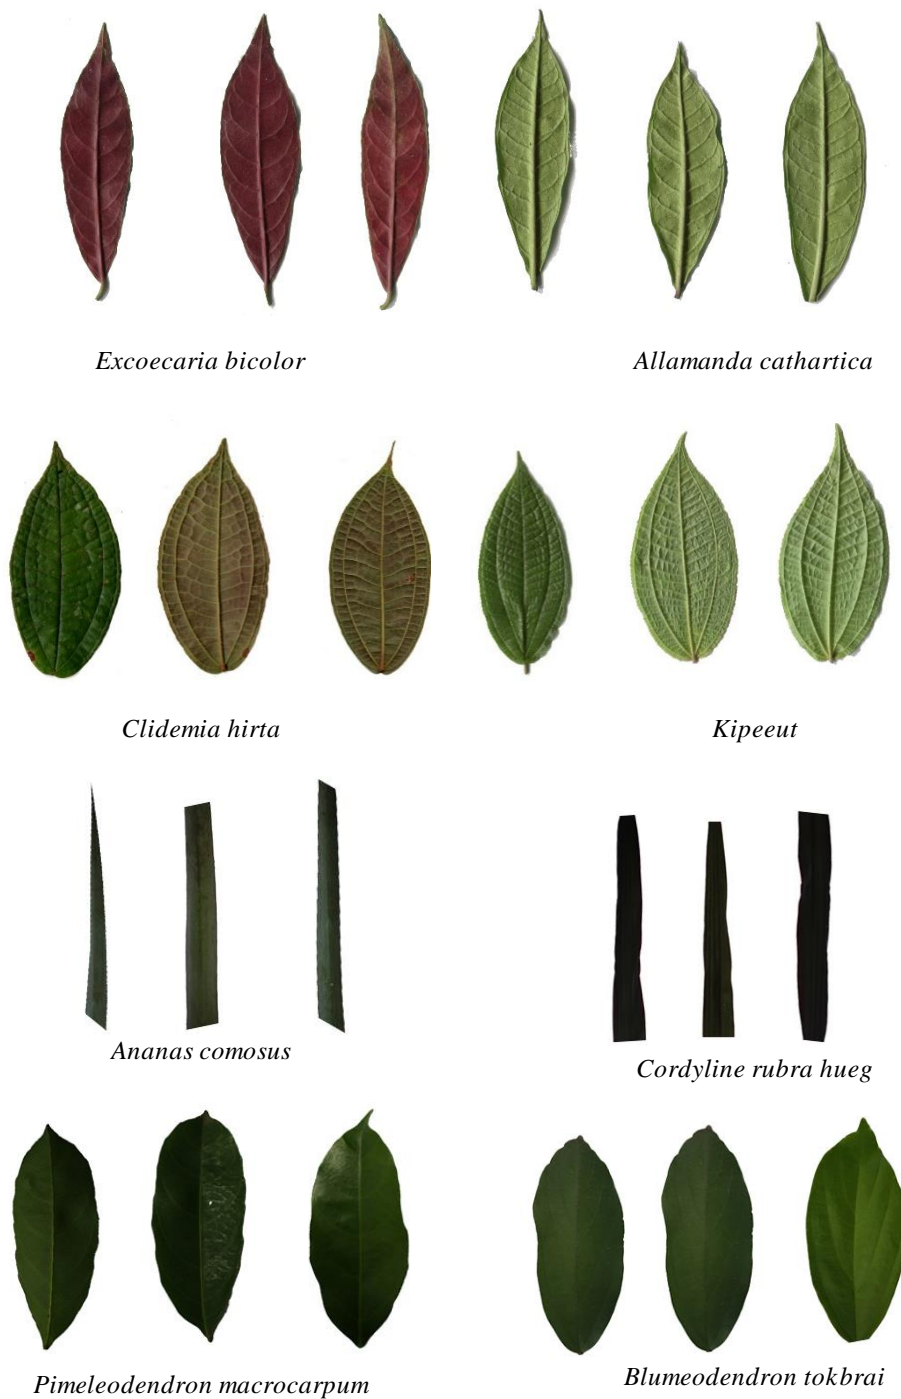 Excoecaria bicolor
Allamanda cathartica
Clidemia hirta
Kipeeut
Ananas comosus
Cordyline rubra hueg
Pimeleodendron macrocarpum
Blumeodendron tokbrai